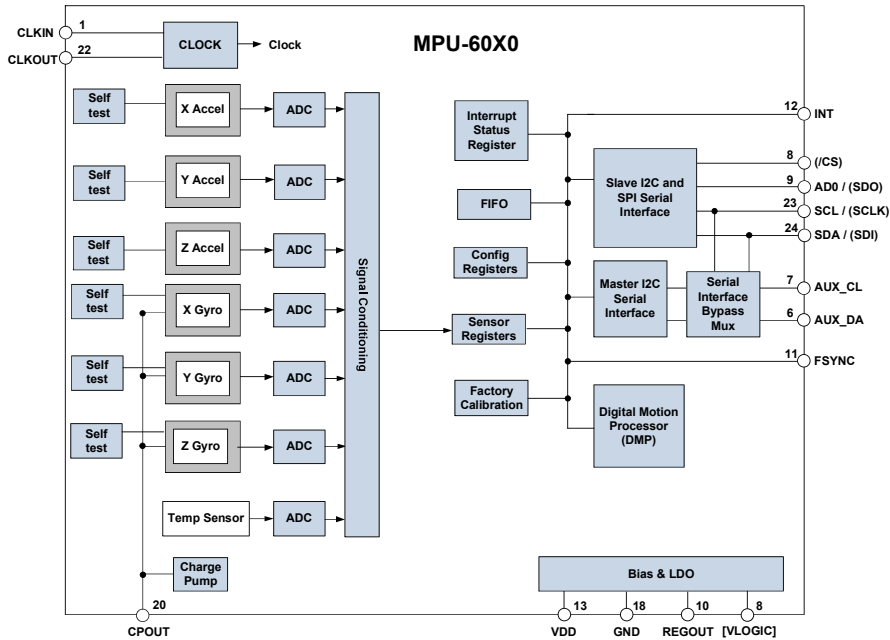 MPU-60X0
CLKIN
1
CLKOUT
22
CLOCK
Clock
Self
test
X Accel
ADC
Self
test
Y Accel
ADC
Self
test
Z Accel
ADC
Self
test
X Gyro
ADC
Self
test
Y Gyro
ADC
Self
test
Z Gyro
ADC
Temp Sensor
ADC
Charge
Pump
20
CPOUT
Signal Conditioning
Interrupt
Status
Register
FIFO
Config
Registers
Sensor
Registers
Factory
Calibration
Slave I2C and
SPI Serial
Interface
Master I2C
Serial
Interface
Serial
Interface
Bypass
Mux
Digital Motion
Processor
(DMP)
12
INT
8
(/CS)
9
AD0 / (SDO)
23
SCL / (SCLK)
24
SDA / (SDI)
7
AUX_CL
6
AUX_DA
11
FSYNC
Bias & LDO
13
VDD
18
GND
10
REGOUT
8
[VLOGIC]